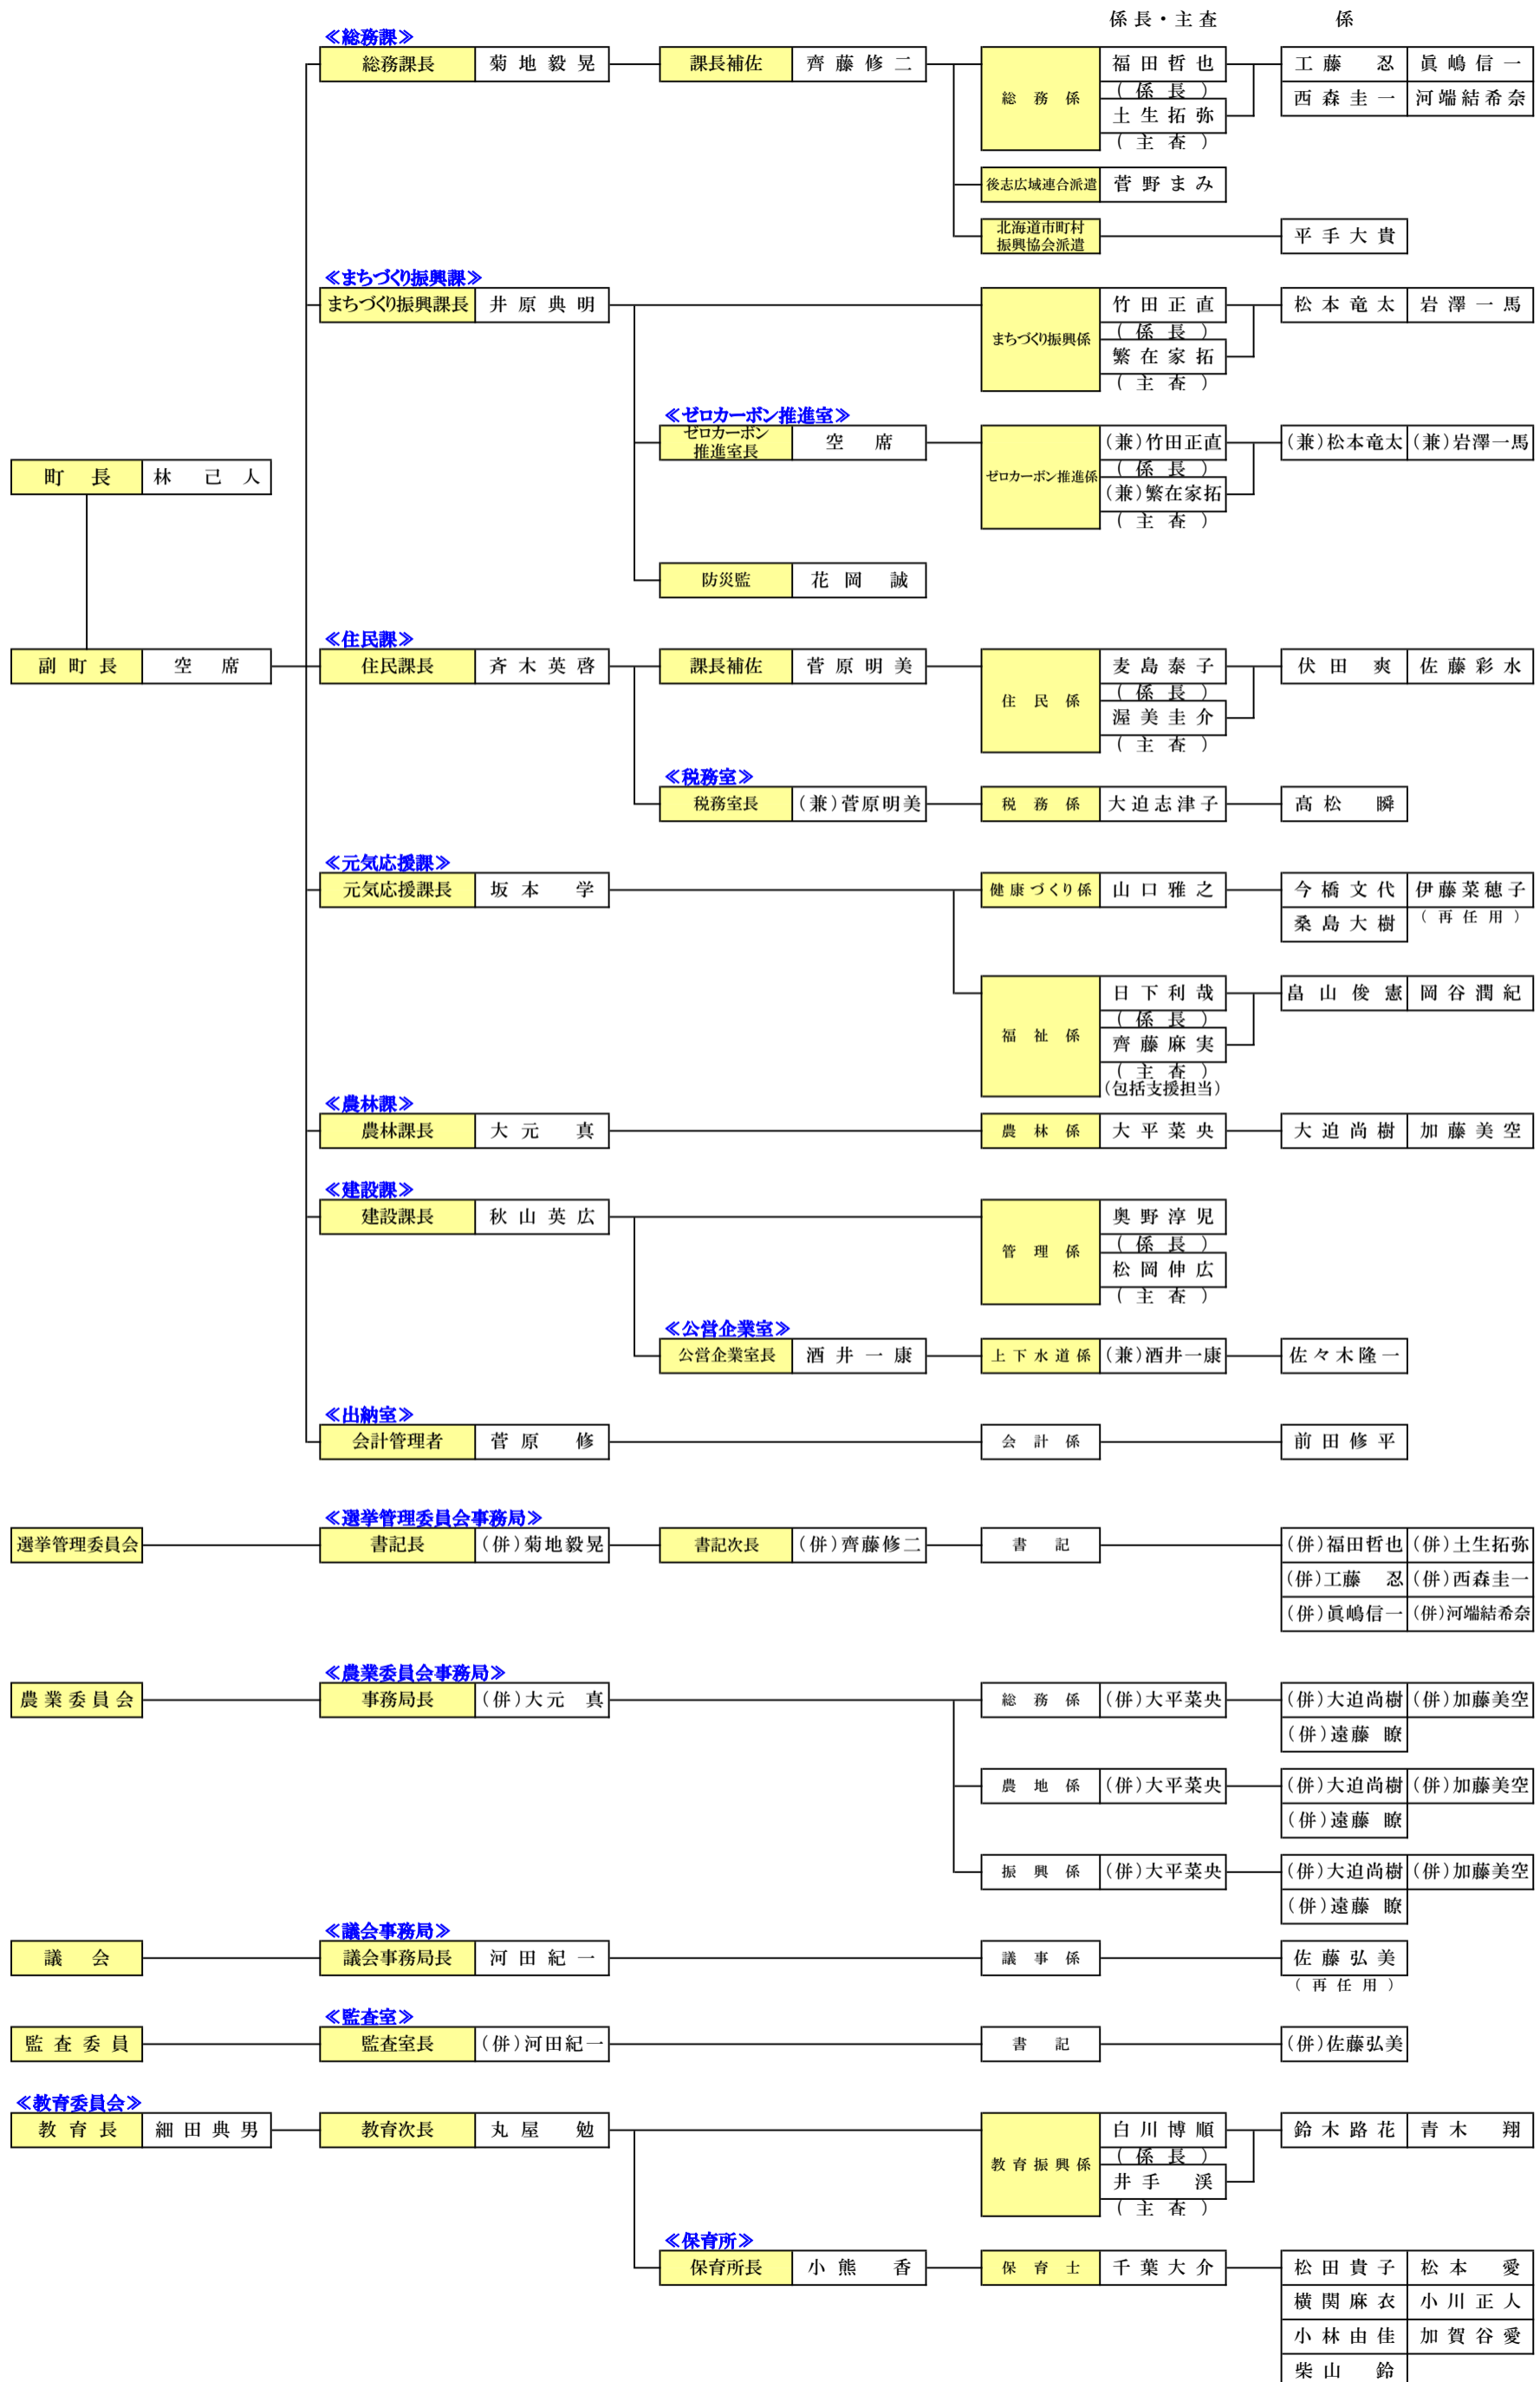 係長・主査 係
≪総務課≫
総務課長 菊地毅晃 課長補佐 齊藤修二 総務係 福田哲也 工藤 忍 眞嶋信一
(係長) 西森圭一 河端結希奈
土生拓弥
(主査)
後志広域連合派遣 菅野まみ
北海道市町村
振興協会派遣 平手大貴
≪まちづくり振興課≫
まちづくり振興課長 井原典明 まちづくり振興係 竹田正直 松本竜太 岩澤一馬
(係長)
繁在家拓
(主査)
≪ゼロカーボン推進室≫
ゼロカーボン
推進室長 空席 ゼロカーボン推進係 (兼)竹田正直 (兼)松本竜太 (兼)岩澤一馬
(係長)
町長 林 己人 (兼)繁在家拓
(主査)
防災監 花岡 誠
≪住民課≫
副町長 空席 住民課長 斉木英啓 課長補佐 菅原明美 住民係 麦島泰子 伏田 爽 佐藤彩水
(係長)
渥美圭介
(主査)
≪税務室≫
税務室長 (兼)菅原明美 税務係 大迫志津子 高松 瞬
≪元気応援課≫
元気応援課長 坂本 学 健康づくり係 山口雅之 今橋文代 伊藤菜穂子
桑島大樹 (再任用)
福祉係 日下利哉 畠山俊憲 岡谷潤紀
(係長)
齊藤麻実
(主査)
(包括支援担当)
≪農林課≫
農林課長 大元 真 農林係 大平菜央 大迫尚樹 加藤美空
≪建設課≫
建設課長 秋山英広 管理係 奥野淳児
(係長)
松岡伸広
(主査)
≪公営企業室≫
公営企業室長 酒井一康 上下水道係 (兼)酒井一康 佐々木隆一
≪出納室≫
会計管理者 菅原 修 会計係 前田修平
≪選挙管理委員会事務局≫
選挙管理委員会 書記長 (併)菊地毅晃 書記次長 (併)齊藤修二 書記 (併)福田哲也 (併)土生拓弥
(併)工藤 忍 (併)西森圭一
(併)眞嶋信一 (併)河端結希奈
≪農業委員会事務局≫
農業委員会 事務局長 (併)大元 真 総務係 (併)大平菜央 (併)大迫尚樹 (併)加藤美空
(併)遠藤 瞭
農地係 (併)大平菜央 (併)大迫尚樹 (併)加藤美空
(併)遠藤 瞭
振興係 (併)大平菜央 (併)大迫尚樹 (併)加藤美空
(併)遠藤 瞭
≪議会事務局≫
議会 議会事務局長 河田紀一 議事係 佐藤弘美
(再任用)
≪監査室≫
監査委員 監査室長 (併)河田紀一 書記 (併)佐藤弘美
≪教育委員会≫
教育長 細田典男 教育次長 丸屋 勉 教育振興係 白川博順 鈴木路花 青木 翔
(係長)
井手 渓
(主査)
≪保育所≫
保育所長 小熊 香 保育士 千葉大介 松田貴子 松本 愛
横関麻衣 小川正人
小林由佳 加賀谷愛
柴山 鈴